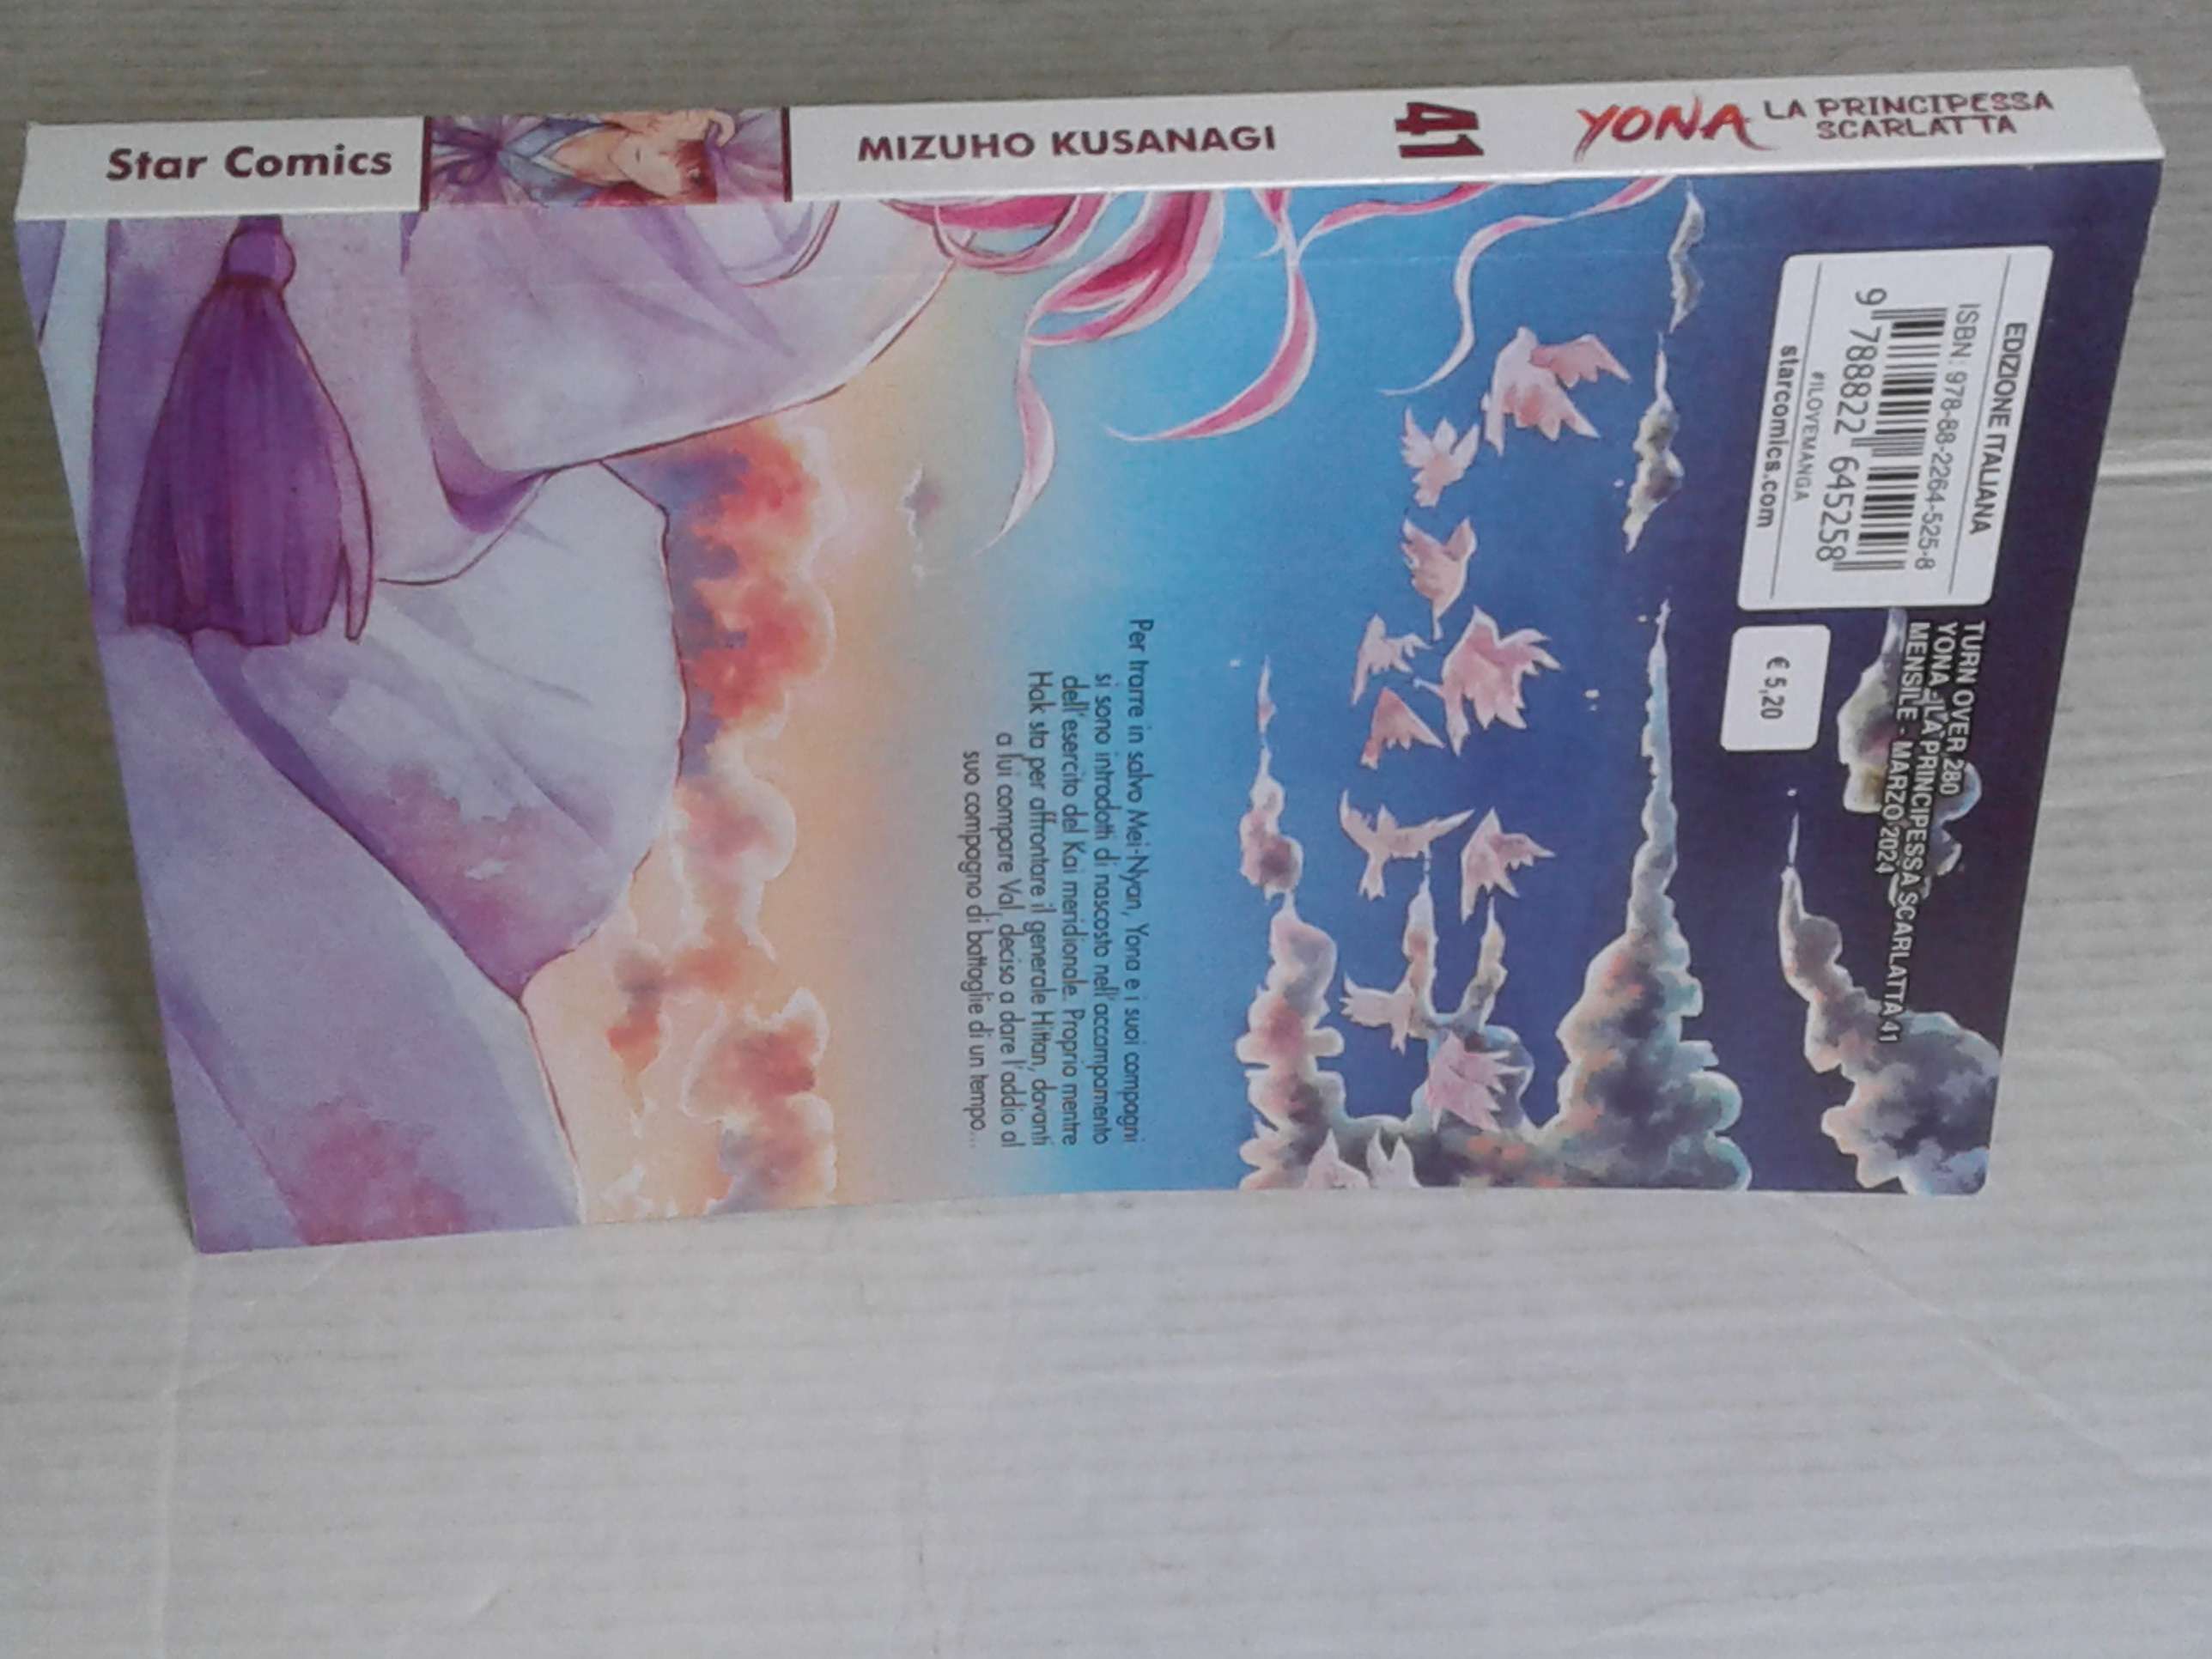 YONA LA PRINCIPESSA
SCARLATTA
41
MIZUHO KUSANAGI
Star Comics
EDIZIONE ITALIANA
ISBN 978-88-2264-525-8
9 788822 645258
#ILOVEMANGA
starcomics.com
TURN OVER 280
YONA - LA PRINCIPESSA SCARLATTA 41
MENSILE - MARZO 2024
€ 5,20
Per trarre in salvo Mei-Nyan, Yona e i suoi compagni
si sono introdotti di nascosto nell'accampamento
dell'esercito del Kai meridionale. Proprio mentre
Hak sta per affrontare il generale Hittan, davanti
a lui compare Val, deciso a dare l'addio al
suo compagno di battaglie di un tempo...